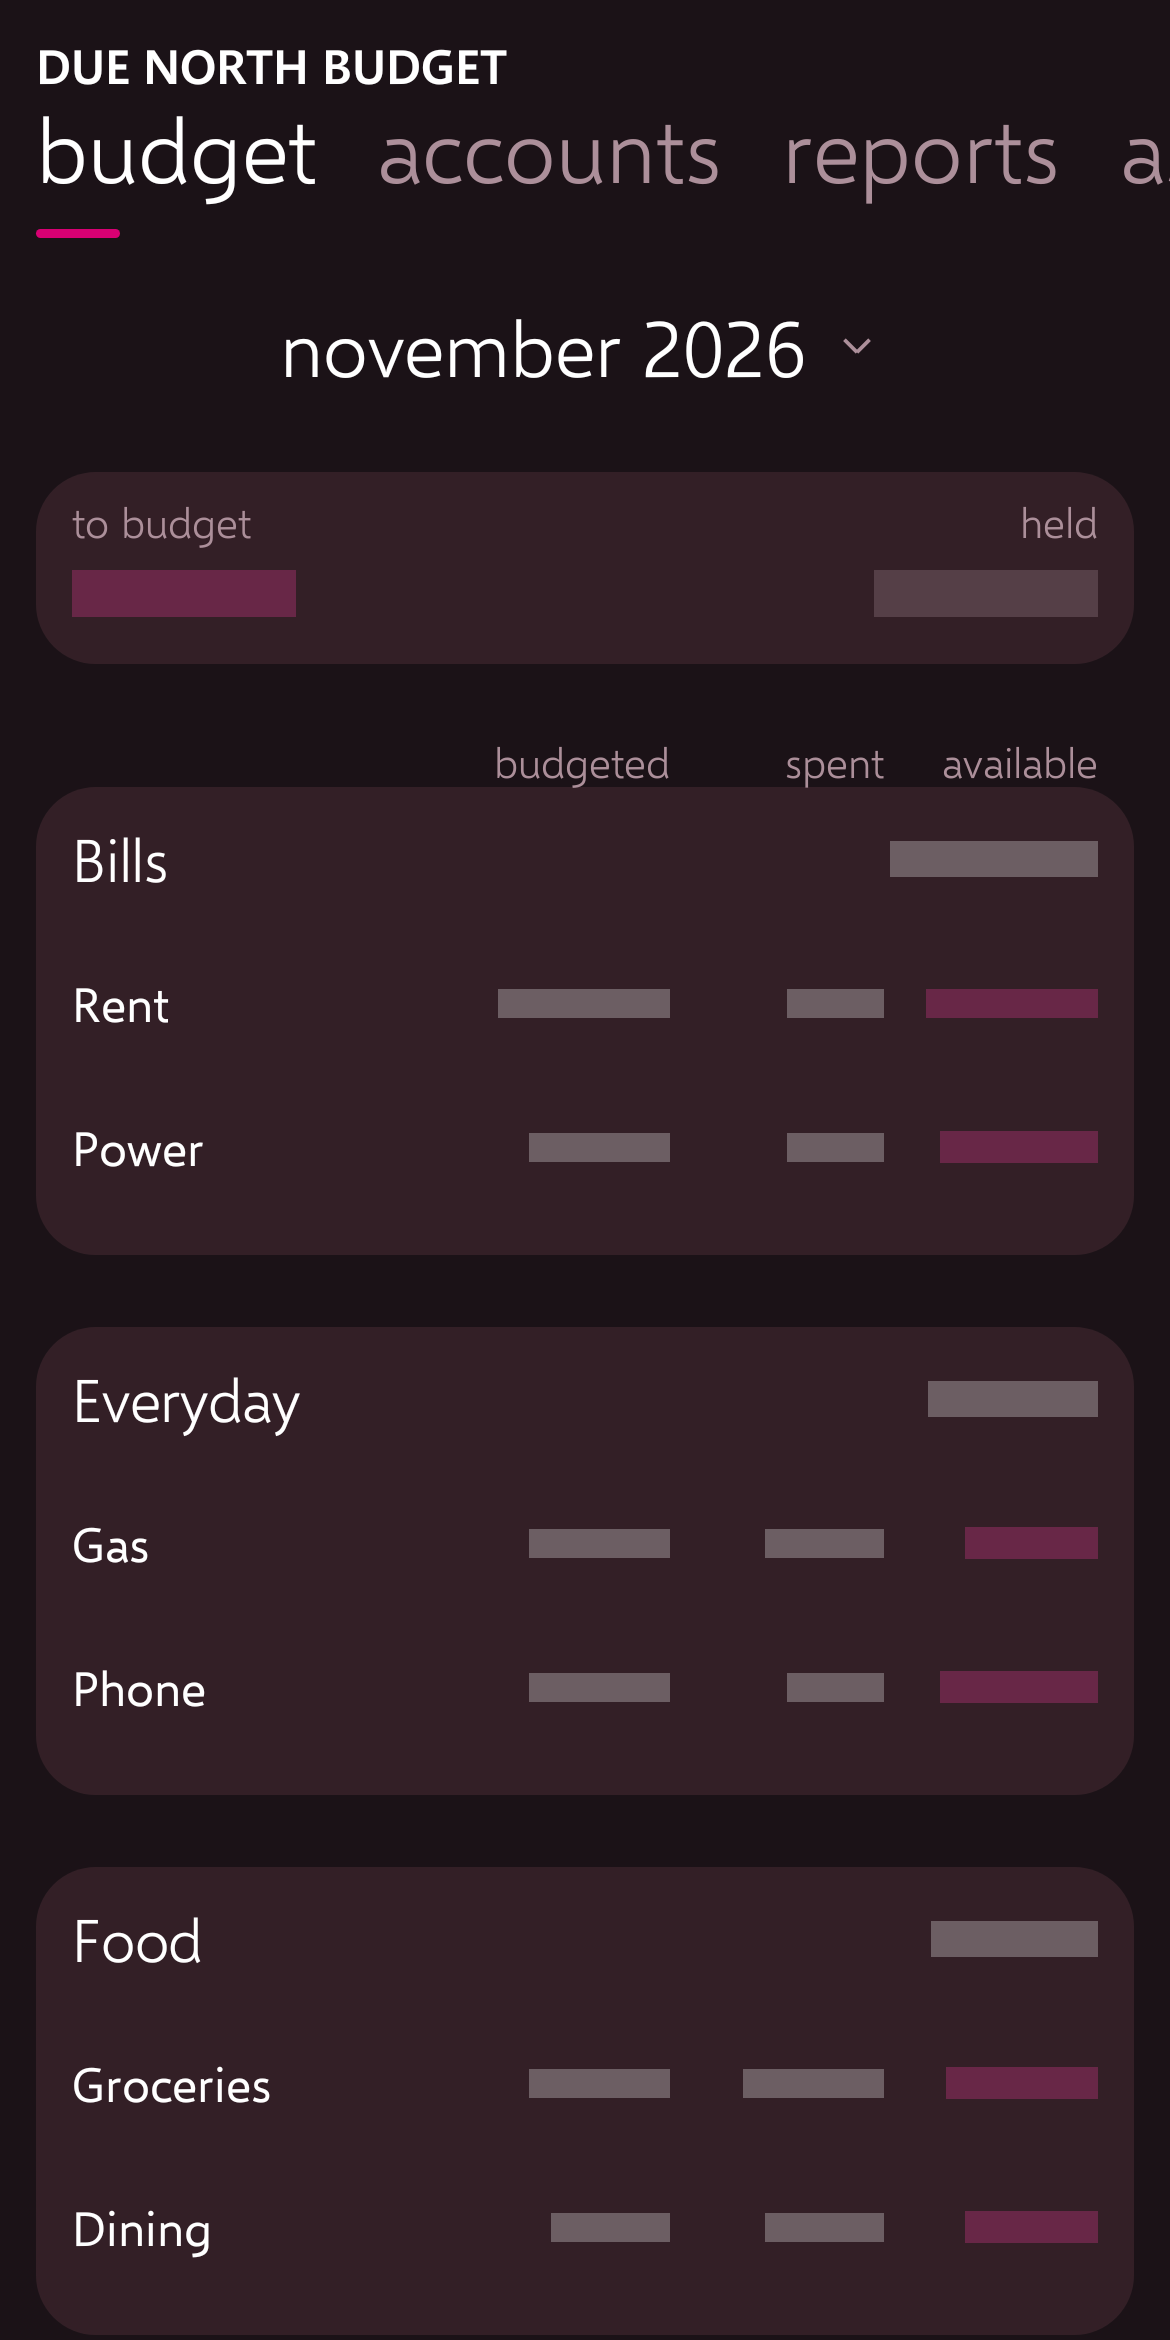 DUE NORTH BUDGET
budget accounts reports
november 2026
to budget held
budgeted spent available
Bills
Rent
Power
Everyday
Gas
Phone
Food
Groceries
Dining